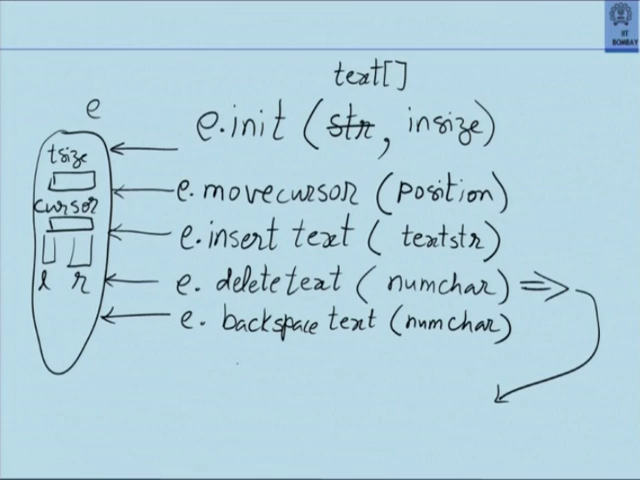 IIT
BOMBAY
text[]
e
e.init (str, insize)
tsize
e.movecursor (position)
cursor
e.insert text ( textstr)
l r
e. deletetext ( numchar) ⇒
e. backspace text (numchar)